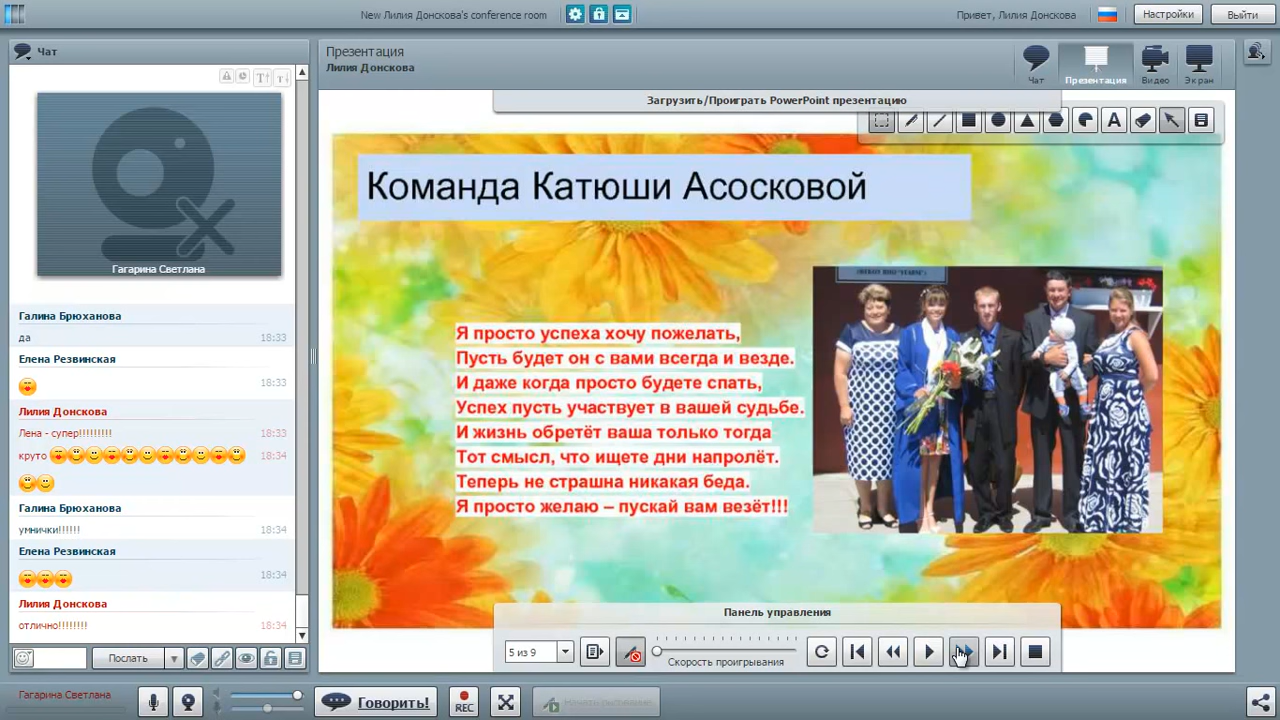 New Лилия Донскова's conference room
Привет, Лилия Донскова
Настройки
Выйти
Чат
Гагарина Светлана
Галина Брюханова
да
18:33
Елена Резвинская
18:33
Лилия Донскова
Лена - супер!!!!!!!!!
18:33
круто
18:34
Галина Брюханова
умнички!!!!!!
18:34
Елена Резвинская
18:34
Лилия Донскова
отлично!!!!!!!!
18:34
Послать
Презентация
Лилия Донскова
Чат
Презентация
Видео
Экран
Загрузить/Проиграть PowerPoint презентацию
Команда Катюши Асосковой
Я просто успеха хочу пожелать,
Пусть будет он с вами всегда и везде.
И даже когда просто будете спать,
Успех пусть участвует в вашей судьбе.
И жизнь обретёт ваша только тогда
Тот смысл, что ищете дни напролёт.
Теперь не страшна никакая беда.
Я просто желаю – пускай вам везёт!!!
Панель управления
5 из 9
Скорость проигрывания
Гагарина Светлана
Говорить!
REC